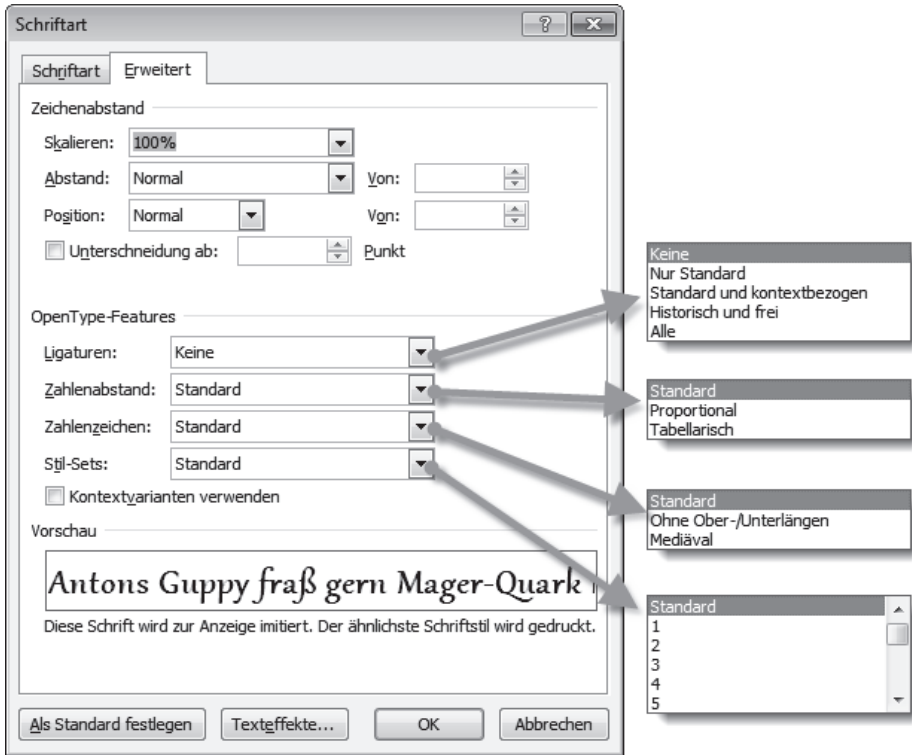 Schriftart
Schriftart Erweitert
Zeichenabstand
Skalieren: 100%
Abstand: Normal Von:
Position: Normal Von:
Unterschneidung ab: Punkt
OpenType-Features
Ligaturen: Keine
Zahlenabstand: Standard
Zahlenzeichen: Standard
Stil-Sets: Standard
Kontextvarianten verwenden
Vorschau
Antons Guppy fraß gern Mager-Quark
Diese Schrift wird zur Anzeige imitiert. Der ähnlichste Schriftstil wird gedruckt.
Als Standard festlegen Texteffekte... OK Abbrechen
Keine
Nur Standard
Standard und kontextbezogen
Historisch und frei
Alle
Standard
Proportional
Tabellarisch
Standard
Ohne Ober-/Unterlängen
Mediäval
Standard
1
2
3
4
5